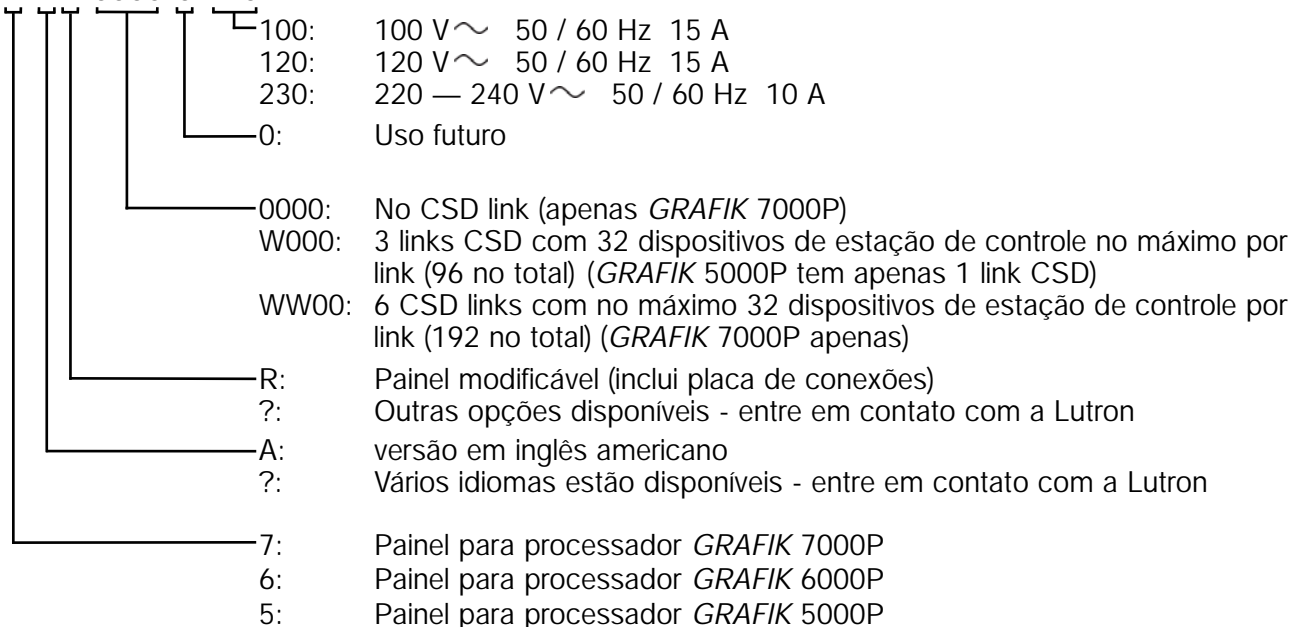 100: 100 V~ 50 / 60 Hz 15 A
120: 120 V~ 50 / 60 Hz 15 A
230: 220 — 240 V~ 50 / 60 Hz 10 A
0: Uso futuro
0000: No CSD link (apenas GRAFIK 7000P)
W000: 3 links CSD com 32 dispositivos de estação de controle no máximo por
link (96 no total) (GRAFIK 5000P tem apenas 1 link CSD)
WW00: 6 CSD links com no máximo 32 dispositivos de estação de controle por
link (192 no total) (GRAFIK 7000P apenas)
R: Painel modificável (inclui placa de conexões)
?: Outras opções disponíveis - entre em contato com a Lutron
A: versão em inglês americano
?: Vários idiomas estão disponíveis - entre em contato com a Lutron
7: Painel para processador GRAFIK 7000P
6: Painel para processador GRAFIK 6000P
5: Painel para processador GRAFIK 5000P